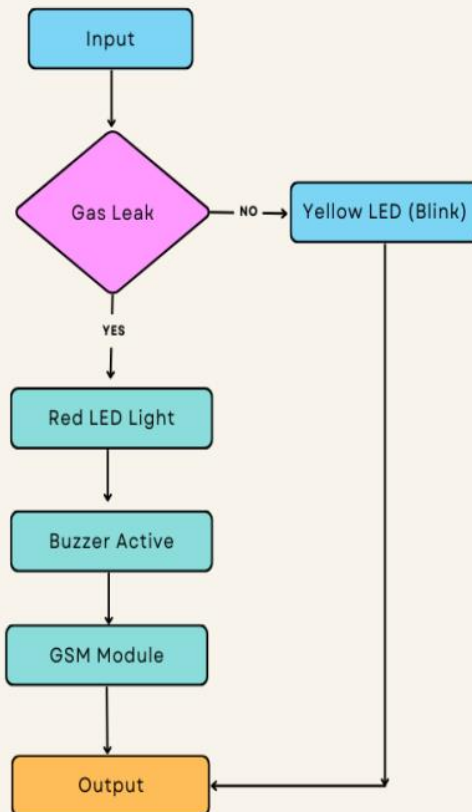 Input
Gas Leak
NO
Yellow LED (Blink)
YES
Red LED Light
Buzzer Active
GSM Module
Output